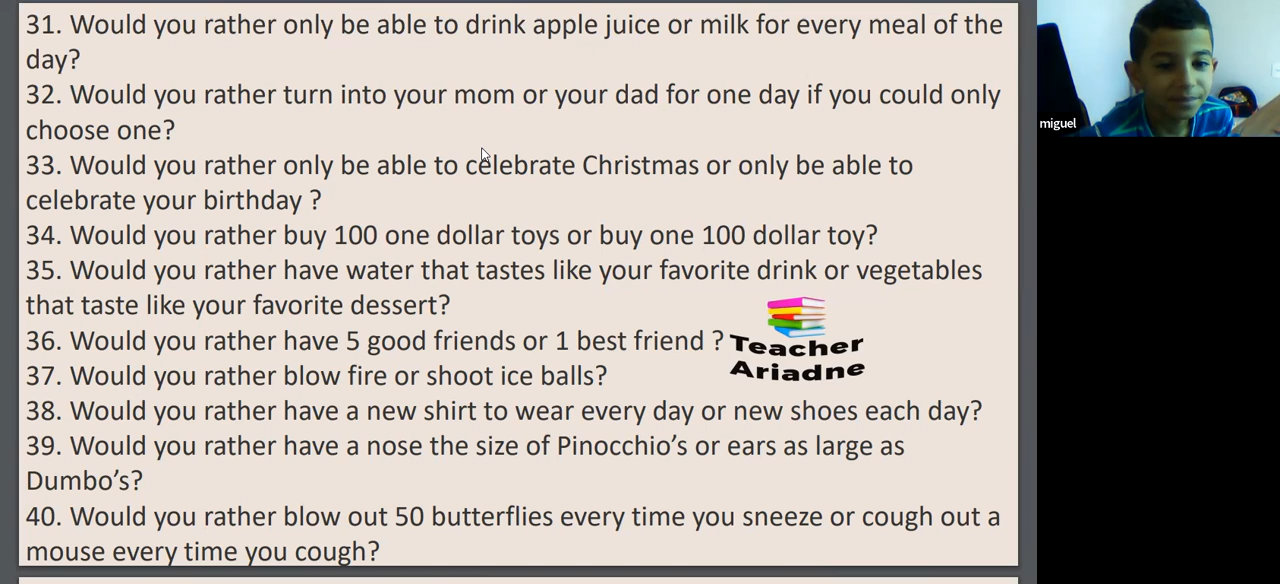 31. Would you rather only be able to drink apple juice or milk for every meal of the
day?
32. Would you rather turn into your mom or your dad for one day if you could only
choose one?
33. Would you rather only be able to celebrate Christmas or only be able to
celebrate your birthday ?
34. Would you rather buy 100 one dollar toys or buy one 100 dollar toy?
35. Would you rather have water that tastes like your favorite drink or vegetables
that taste like your favorite dessert?
36. Would you rather have 5 good friends or 1 best friend ?
Teacher
Ariadne
37. Would you rather blow fire or shoot ice balls?
38. Would you rather have a new shirt to wear every day or new shoes each day?
39. Would you rather have a nose the size of Pinocchio’s or ears as large as
Dumbo’s?
40. Would you rather blow out 50 butterflies every time you sneeze or cough out a
mouse every time you cough?
miguel